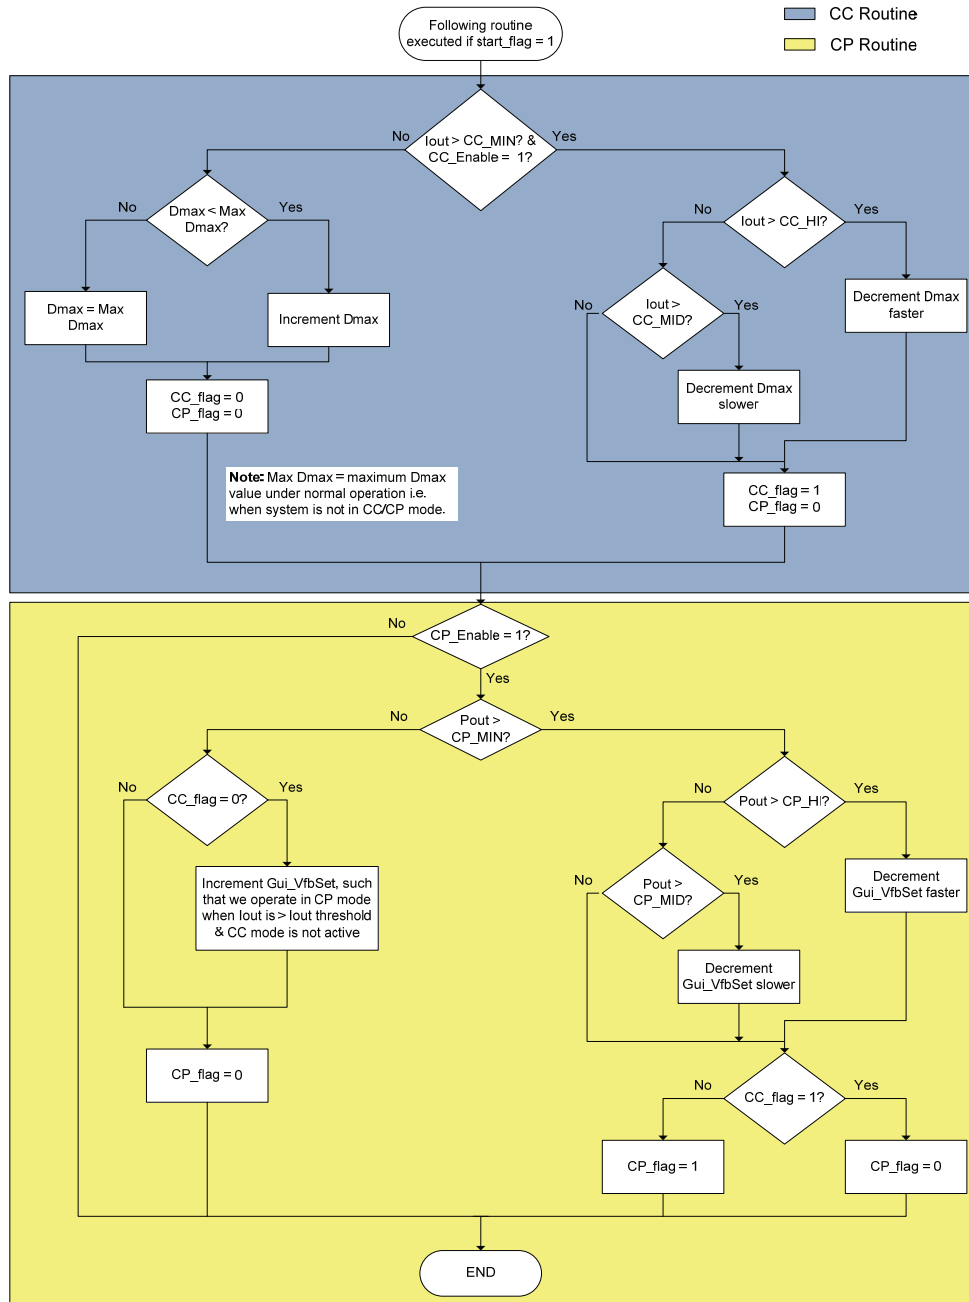 Following routine
executed if start_flag = 1
CC Routine
CP Routine
Iout > CC_MIN? &
CC_Enable = 1?
No
Yes
Dmax < Max
Dmax?
No
Yes
Iout > CC_HI?
No
Yes
Dmax = Max
Dmax
Increment Dmax
Iout >
CC_MID?
No
Yes
Decrement Dmax
faster
Decrement Dmax
slower
CC_flag = 0
CP_flag = 0
Note: Max Dmax = maximum Dmax
value under normal operation i.e.
when system is not in CC/CP mode.
CC_flag = 1
CP_flag = 0
CP_Enable = 1?
No
Yes
Pout >
CP_MIN?
No
Yes
CC_flag = 0?
No
Yes
Pout > CP_HI?
No
Yes
Increment Gui_VfbSet, such
that we operate in CP mode
when Iout is > Iout threshold
& CC mode is not active
Pout >
CP_MID?
No
Yes
Decrement
Gui_VfbSet faster
Decrement
Gui_VfbSet slower
CP_flag = 0
CC_flag = 1?
No
Yes
CP_flag = 1
CP_flag = 0
END